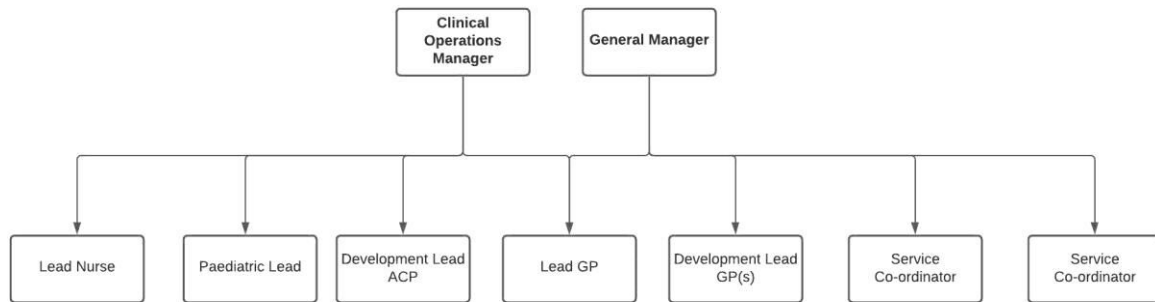 Clinical
Operations
Manager
General Manager
Lead Nurse
Paediatric Lead
Development Lead
ACP
Lead GP
Development Lead
GP(s)
Service
Co-ordinator
Service
Co-ordinator